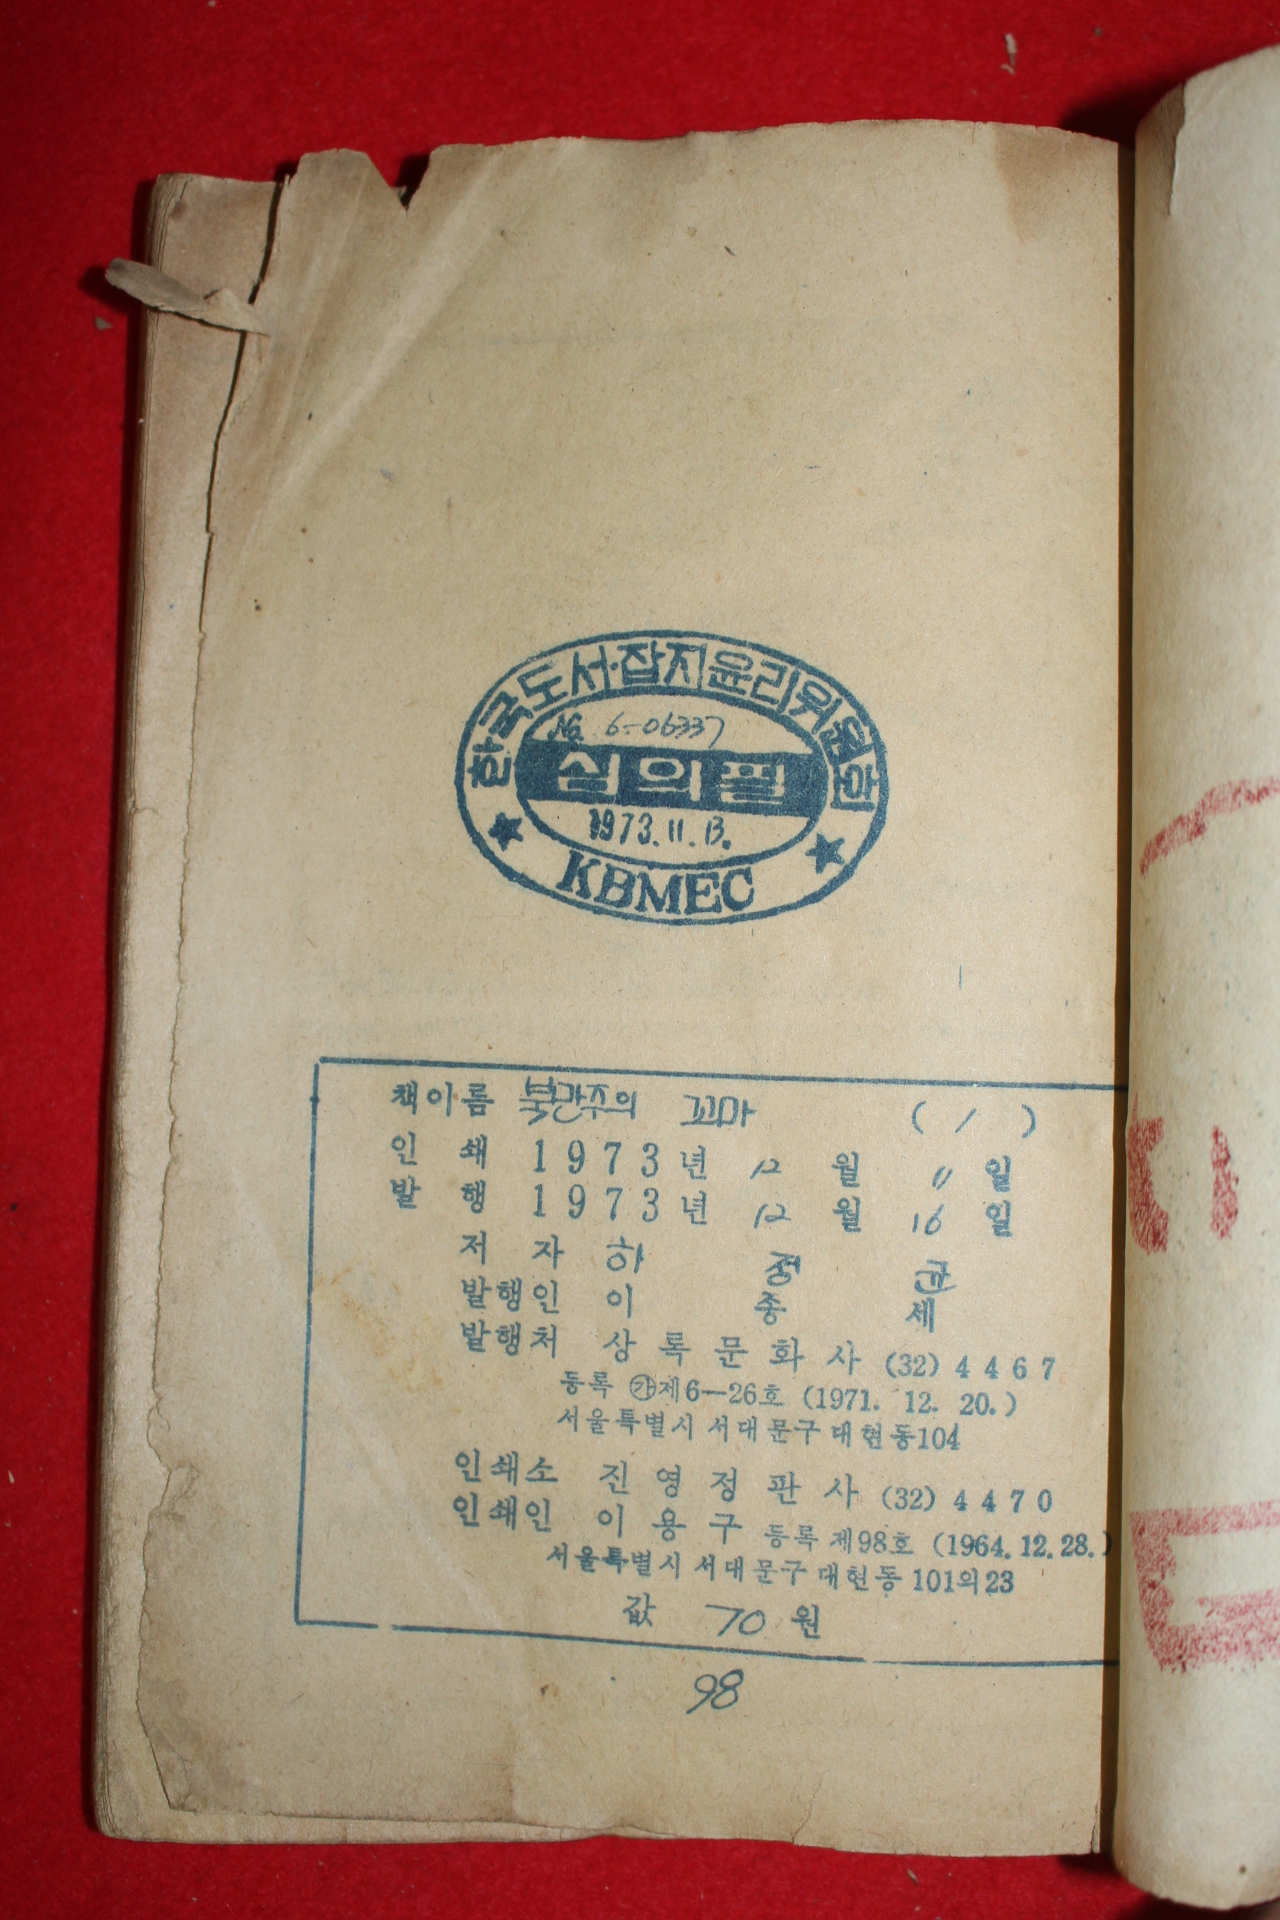 한국도서·잡지윤리위원회
No. 6-06337
심의필
1973.11.13.
KBMEC
책이름 북만주의 꼬마 (1)
인쇄 1973년 12월 11일
발행 1973년 12월 16일
저자 하정균
발행인 이종세
발행처 상록문화사 (32) 4467
등록 ㉮제6—26호 (1971. 12. 20.)
서울특별시 서대문구 대현동104
인쇄소 진영정판사 (32) 4470
인쇄인 이용구 등록 제98호 (1964. 12. 28.)
서울특별시 서대문구 대현동 101의23
값 70원
98